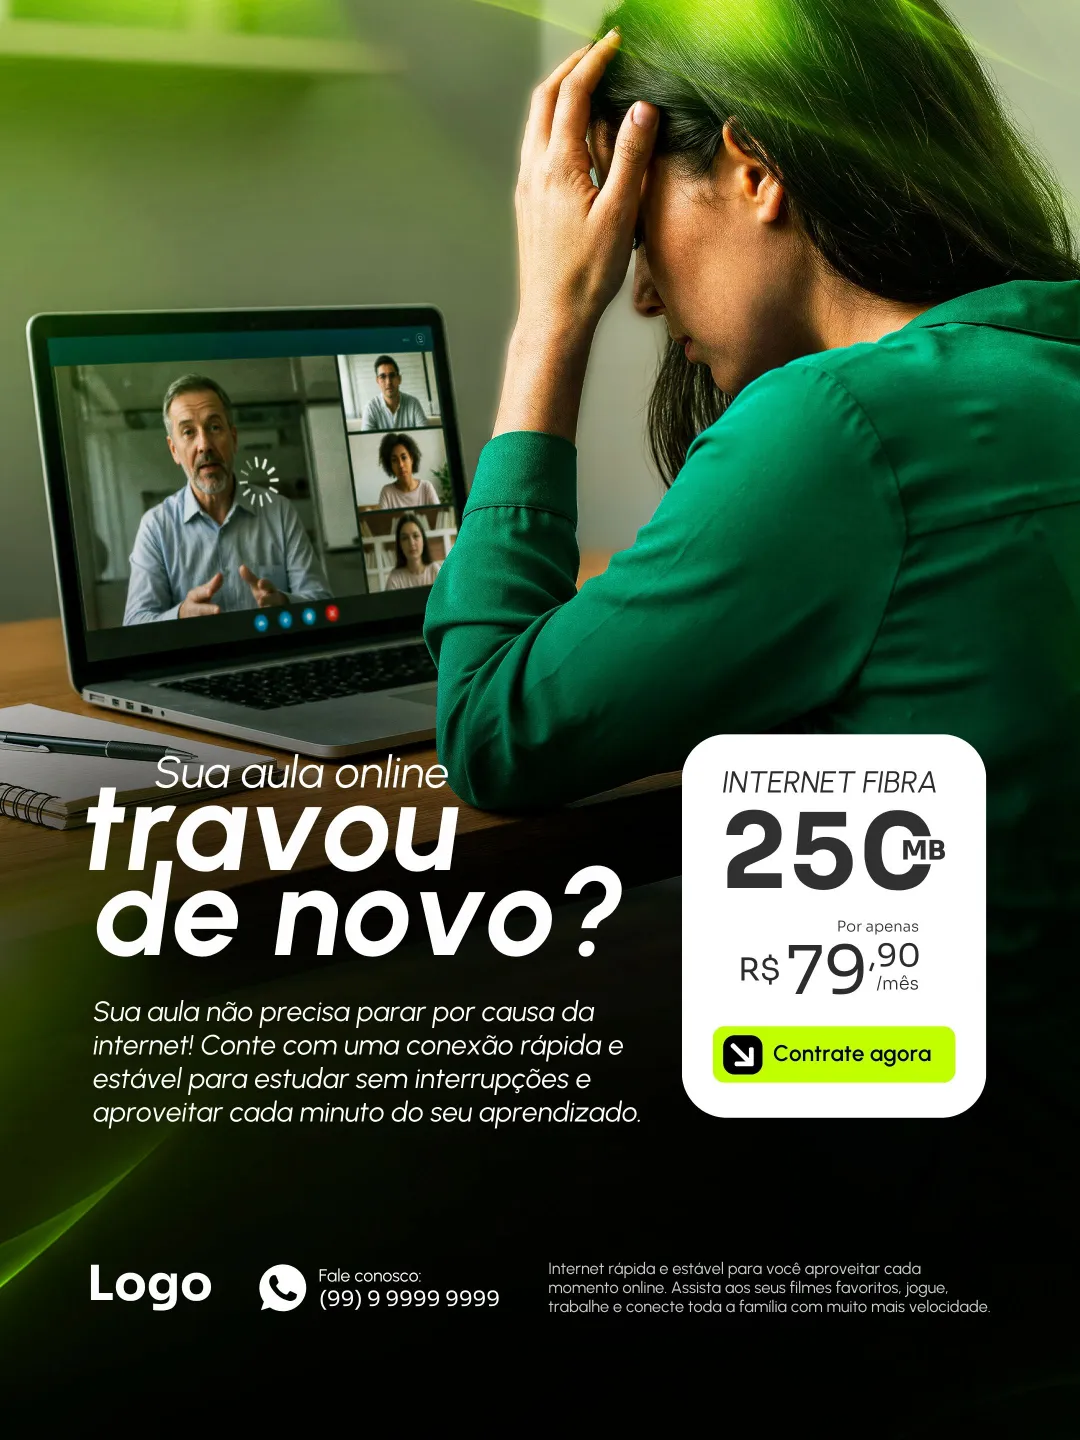 Sua aula online
travou
de novo?
Sua aula não precisa parar por causa da
internet! Conte com uma conexão rápida e
estável para estudar sem interrupções e
aproveitar cada minuto do seu aprendizado.
INTERNET FIBRA
250 MB
Por apenas
R$ 79,90
/mês
Contrate agora
Logo
Fale conosco:
(99) 9 9999 9999
Internet rápida e estável para você aproveitar cada
momento online. Assista aos seus filmes favoritos, jogue,
trabalhe e conecte toda a família com muito mais velocidade.